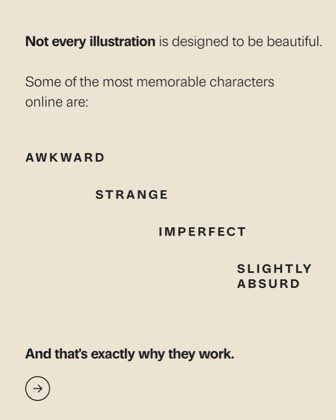 Not every illustration is designed to be beautiful.
Some of the most memorable characters
online are:
AWKWARD
STRANGE
IMPERFECT
SLIGHTLY
ABSURD
And that's exactly why they work.